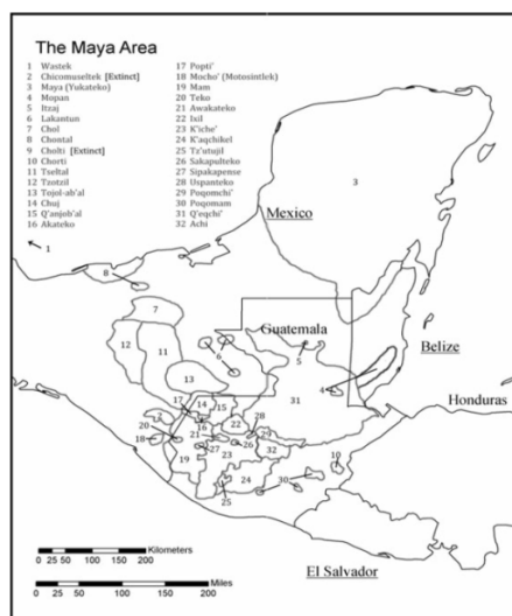 The Maya Area
1 Wastek
2 Chicomuseltek [Extinct]
3 Maya (Yukateko)
4 Mopan
5 Itzaj
6 Lakantun
7 Chol
8 Chontal
9 Cholti [Extinct]
10 Chorti
11 Tseltal
12 Tzotzil
13 Tojol-ab'al
14 Chuj
15 Q'anjob'al
16 Akateko
17 Popti'
18 Mocho' (Motosintlek)
19 Mam
20 Teko
21 Awakateko
22 Ixil
23 K'iche'
24 K'aqchikel
25 Tz'utujil
26 Sakapulteko
27 Sipakapense
28 Uspanteko
29 Poqomchi'
30 Poqomam
31 Q'eqchi'
32 Achi
3
Mexico
1
8
7
Guatemala
12
11
6
5
Belize
13
4
31
Honduras
17
14
15
2
16
22
28
20
21
29
18
26
32
10
27
23
19
24
30
25
0 25 50 100 150 200 Kilometers
El Salvador
Miles
0 25 50 100 150 200